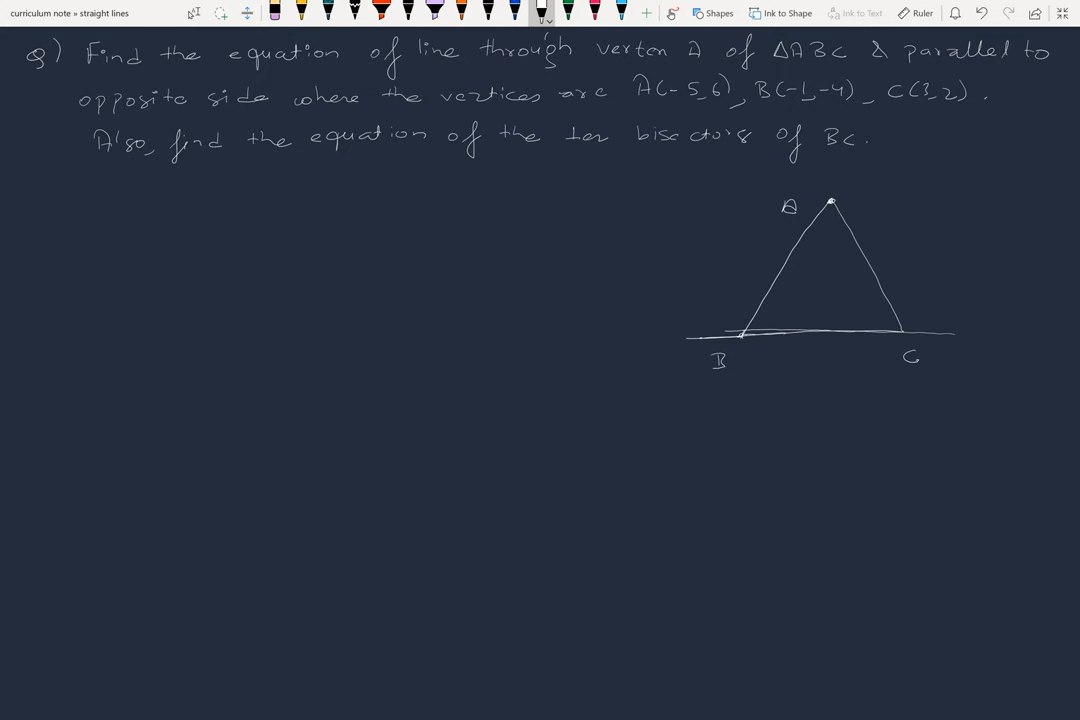 curriculum note » straight lines
Shapes
Ink to Shape
Ink to Text
Ruler
Q) Find the equation of line through verten A of ΔABC & parallel to
opposite side where the vertices are A(-5,6), B(-1,-4), C(3,2).
Also, find the equation of the ⊥er bisectors of BC.
A
B
C